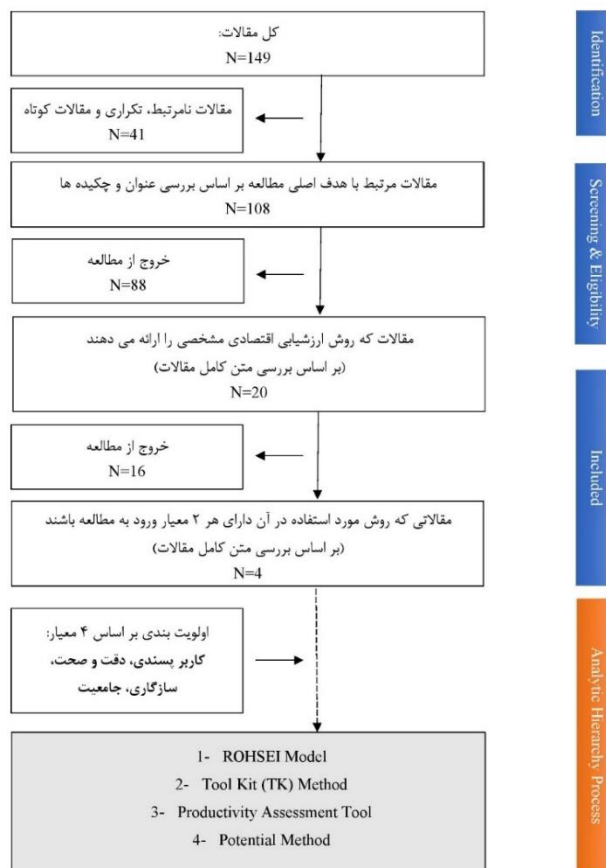 کل مقالات:
N=149
مقالات نامرتبط، تکراری و مقالات کوتاه
N=41
مقالات مرتبط با هدف اصلی مطالعه بر اساس بررسی عنوان و چکیده ها
N=108
خروج از مطالعه
N=88
مقالات که روش ارزشیابی اقتصادی مشخصی را ارائه می دهند
(بر اساس بررسی متن کامل مقالات)
N=20
خروج از مطالعه
N=16
مقالاتی که روش مورد استفاده در آن دارای هر ۲ معیار ورود به مطالعه باشند
(بر اساس بررسی متن کامل مقالات)
N=4
اولویت بندی بر اساس ۴ معیار:
کاربر پسندی، دقت و صحت،
سازگاری، جامعیت
1- ROHSEI Model
2- Tool Kit (TK) Method
3- Productivity Assessment Tool
4- Potential Method
Identification
Screening & Eligibility
Included
Analytic Hierarchy Process